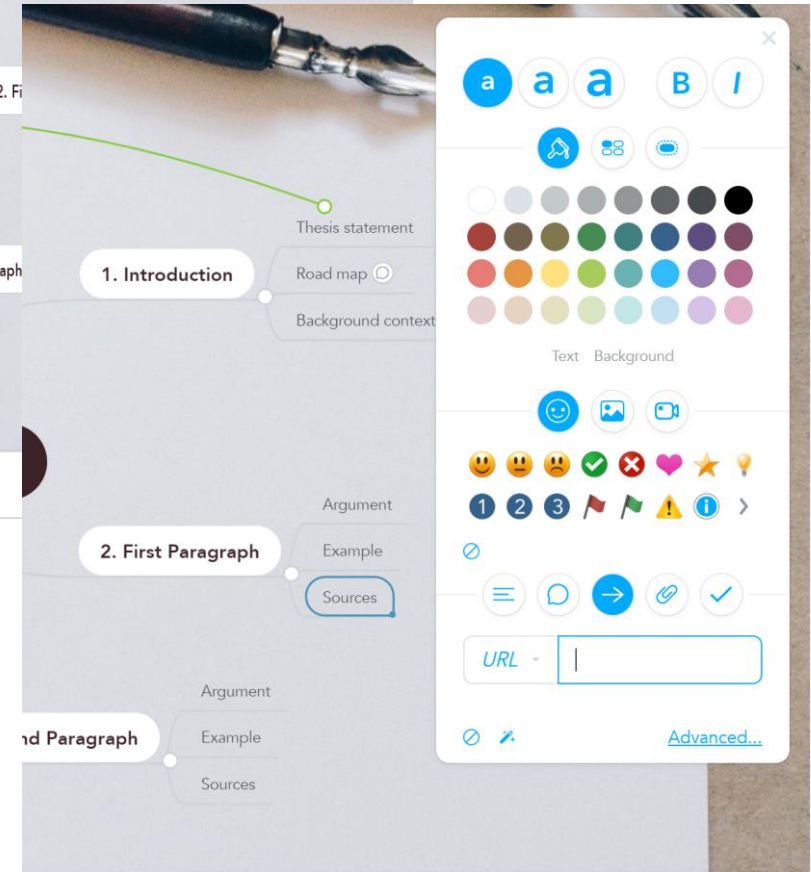 2. Fi
aph
Thesis statement
1. Introduction
Road map
Background context
Argument
2. First Paragraph
Example
Sources
Argument
nd Paragraph
Example
Sources
a a a B I
Text Background
1 2 3
URL
Advanced...